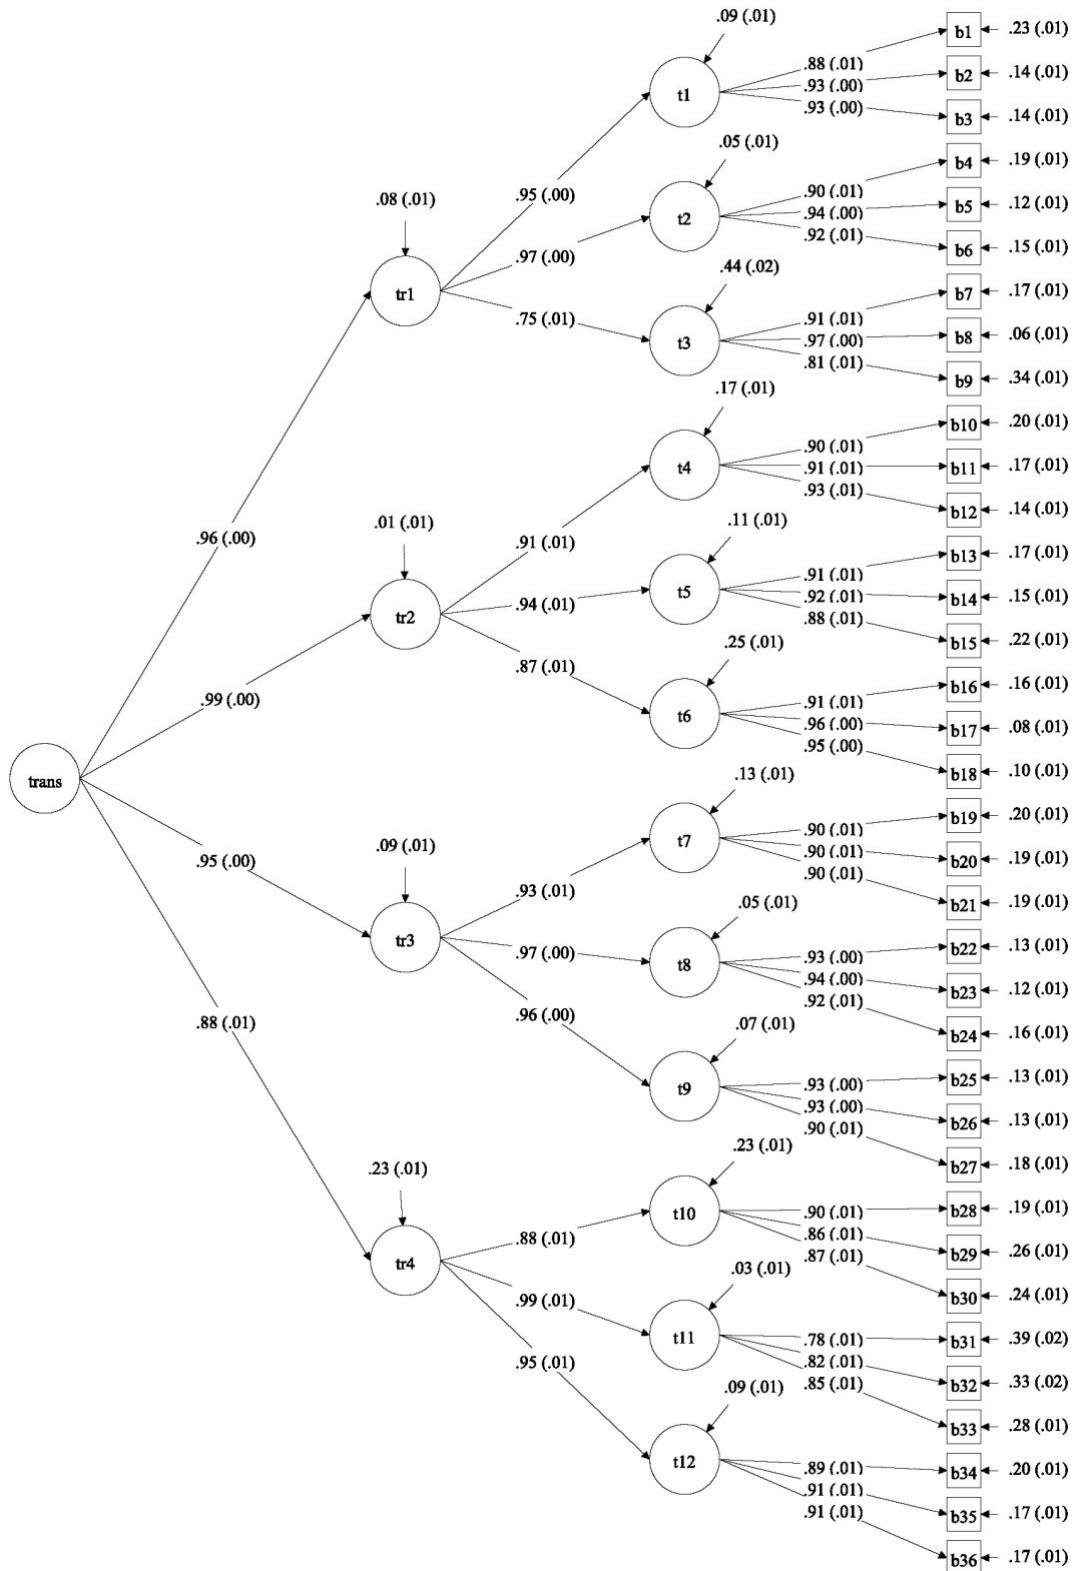 .09 (.01)
b1 .23 (.01)
.88 (.01)
b2 .14 (.01)
.93 (.00)
t1
.93 (.00)
b3 .14 (.01)
.05 (.01)
b4 .19 (.01)
.90 (.01)
.95 (.00)
.08 (.01)
b5 .12 (.01)
.94 (.00)
t2
.92 (.01)
b6 .15 (.01)
.97 (.00)
.44 (.02)
tr1
b7 .17 (.01)
.75 (.01)
.91 (.01)
b8 .06 (.01)
.97 (.00)
t3
.81 (.01)
b9 .34 (.01)
.17 (.01)
b10 .20 (.01)
.90 (.01)
b11 .17 (.01)
.91 (.01)
t4
.93 (.01)
b12 .14 (.01)
.96 (.00)
.01 (.01)
.11 (.01)
.91 (.01)
b13 .17 (.01)
.91 (.01)
b14 .15 (.01)
.92 (.01)
t5
.94 (.01)
tr2
.88 (.01)
b15 .22 (.01)
.25 (.01)
.87 (.01)
b16 .16 (.01)
.99 (.00)
.91 (.01)
t6
.96 (.00)
b17 .08 (.01)
.95 (.00)
b18 .10 (.01)
trans
.13 (.01)
b19 .20 (.01)
.90 (.01)
t7
.90 (.01)
b20 .19 (.01)
.95 (.00)
.09 (.01)
.90 (.01)
b21 .19 (.01)
.93 (.01)
.05 (.01)
tr3
b22 .13 (.01)
.97 (.00)
.93 (.00)
t8
.94 (.00)
b23 .12 (.01)
.92 (.01)
b24 .16 (.01)
.88 (.01)
.96 (.00)
.07 (.01)
b25 .13 (.01)
.93 (.00)
t9
.93 (.00)
b26 .13 (.01)
.90 (.01)
b27 .18 (.01)
.23 (.01)
.23 (.01)
b28 .19 (.01)
.90 (.01)
t10
.86 (.01)
b29 .26 (.01)
.88 (.01)
.87 (.01)
tr4
.03 (.01)
b30 .24 (.01)
.99 (.01)
t11
.78 (.01)
b31 .39 (.02)
.95 (.01)
.82 (.01)
b32 .33 (.02)
.85 (.01)
.09 (.01)
b33 .28 (.01)
t12
.89 (.01)
b34 .20 (.01)
.91 (.01)
.91 (.01)
b35 .17 (.01)
b36 .17 (.01)